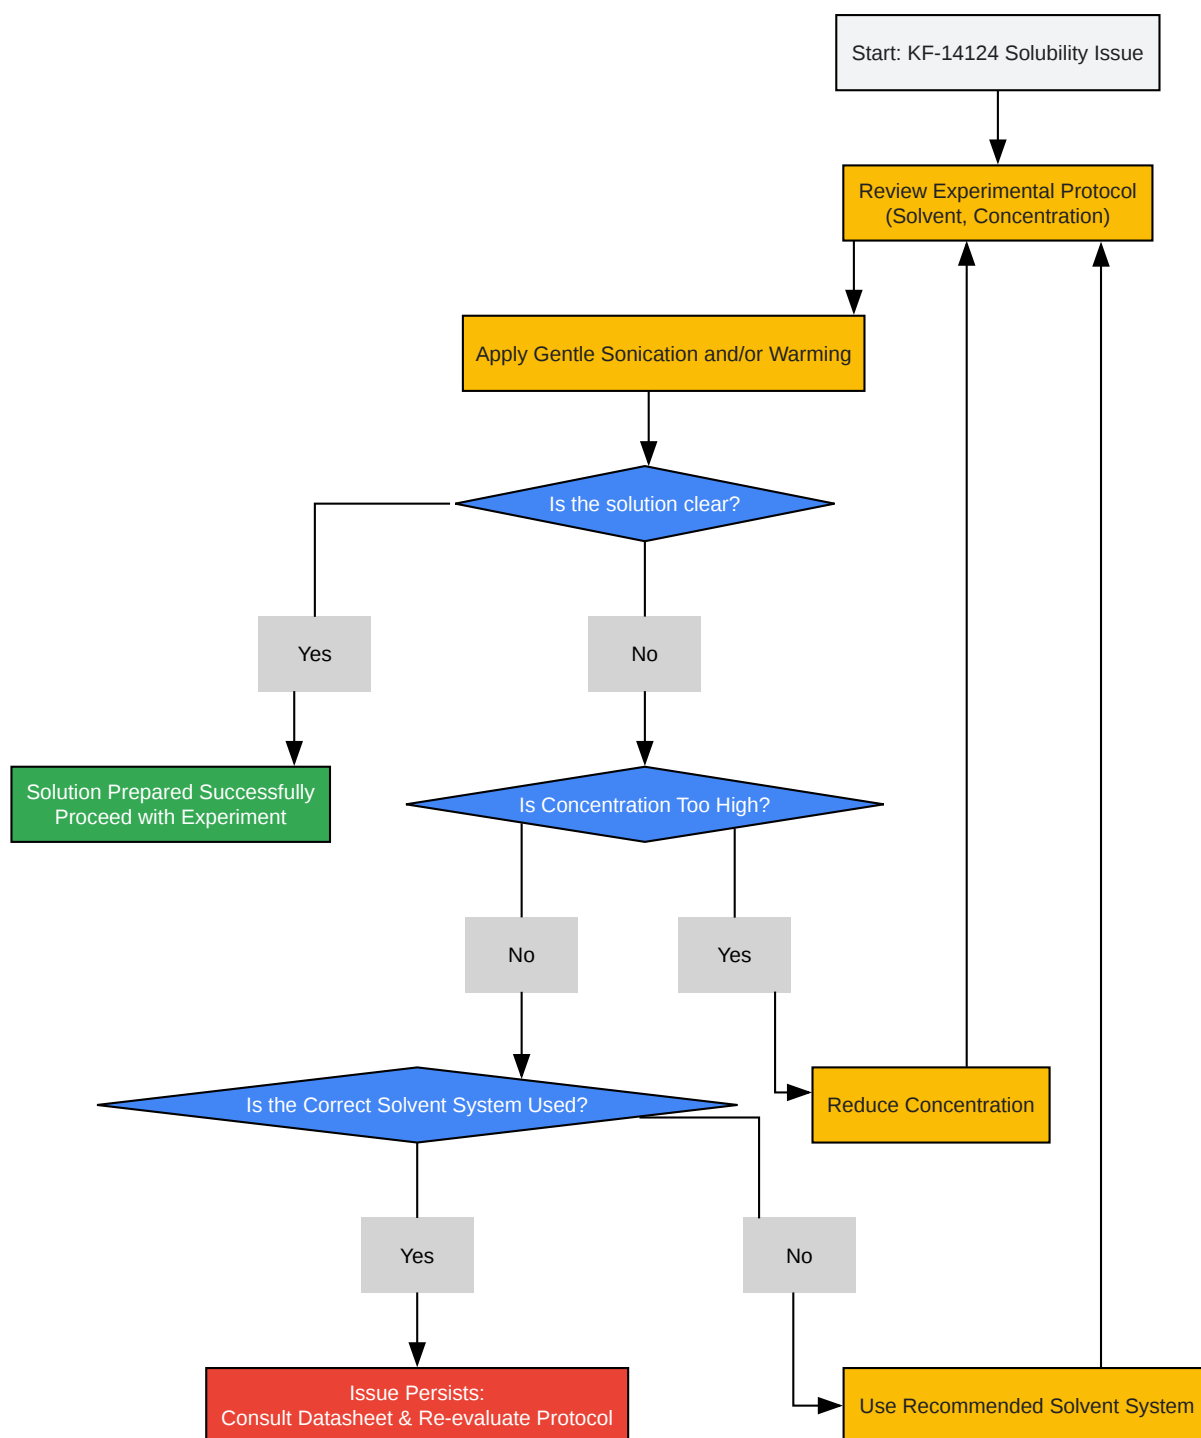 Start: KF-14124 Solubility Issue
Review Experimental Protocol
(Solvent, Concentration)
Apply Gentle Sonication and/or Warming
Is the solution clear?
Yes
No
Solution Prepared Successfully
Proceed with Experiment
Is Concentration Too High?
No
Yes
Is the Correct Solvent System Used?
Reduce Concentration
Yes
No
Issue Persists:
Consult Datasheet & Re-evaluate Protocol
Use Recommended Solvent System